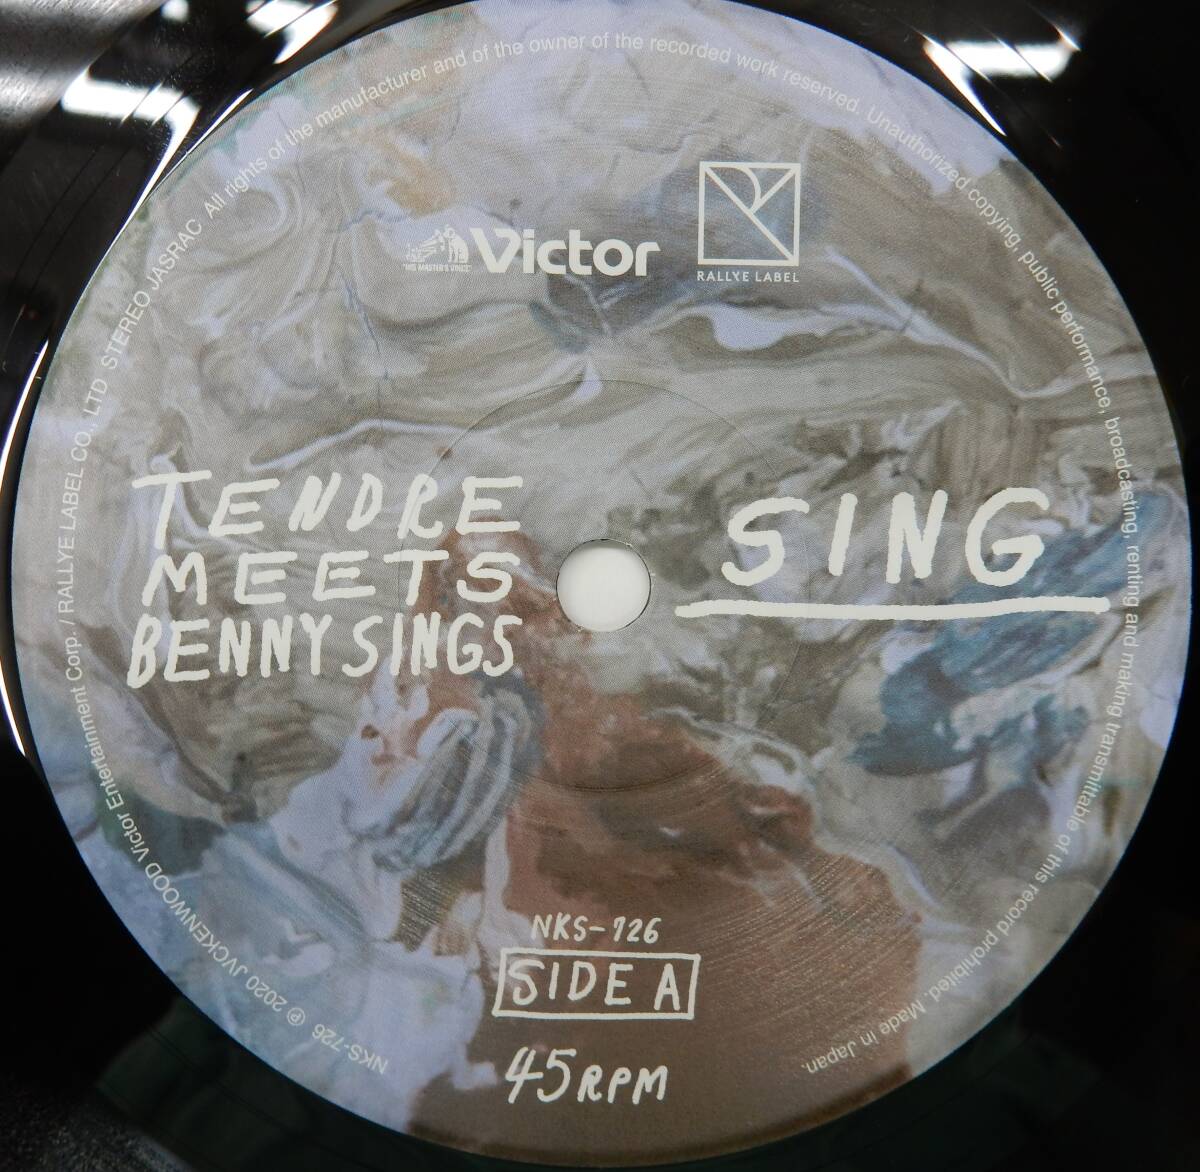 "HIS MASTER'S VOICE"
Victor
RALLYE LABEL
TENDRE
MEETS
BENNY SINGS
SING
NKS-726
SIDE A
45RPM
NKS-726 ℗ 2020 JVCKENWOOD Victor Entertainment Corp. / RALLYE LABEL CO., LTD STEREO JASRAC All rights of the manufacturer and of the owner of the recorded work reserved. Unauthorized copying, public performance, broadcasting, renting and making transmittable of this record prohibited. Made in Japan.